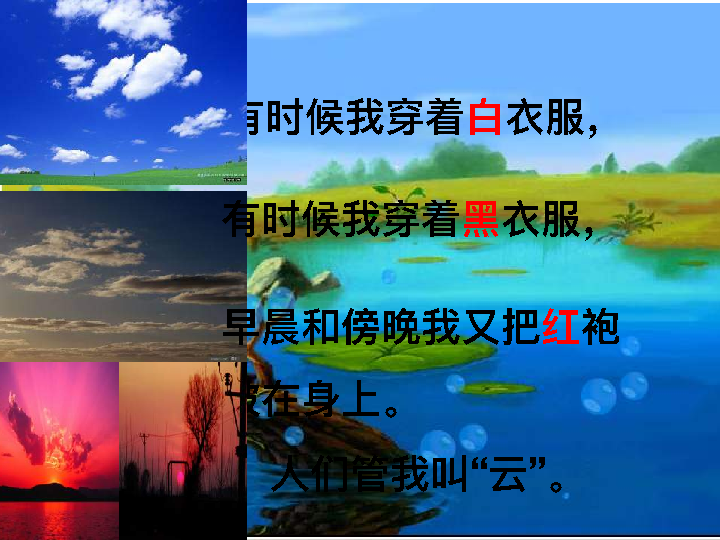 有时候我穿着白衣服，
有时候我穿着黑衣服，
早晨和傍晚我又把红袍
披在身上。
人们管我叫“云”。